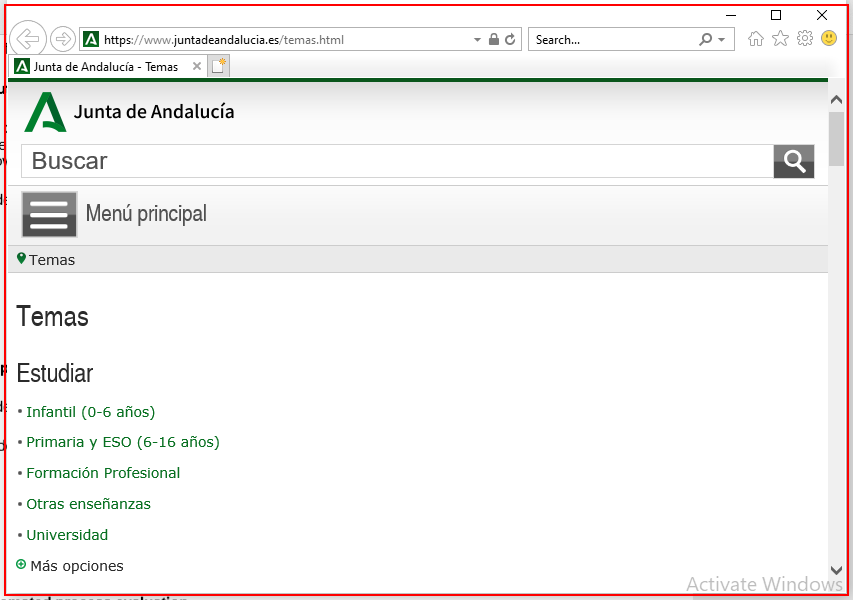 https://www.juntadeandalucia.es/temas.html
Search...
Junta de Andalucía - Temas
Junta de Andalucía
Buscar
Menú principal
Temas
Temas
Estudiar
• Infantil (0-6 años)
• Primaria y ESO (6-16 años)
• Formación Profesional
• Otras enseñanzas
• Universidad
Más opciones
Activate Windows